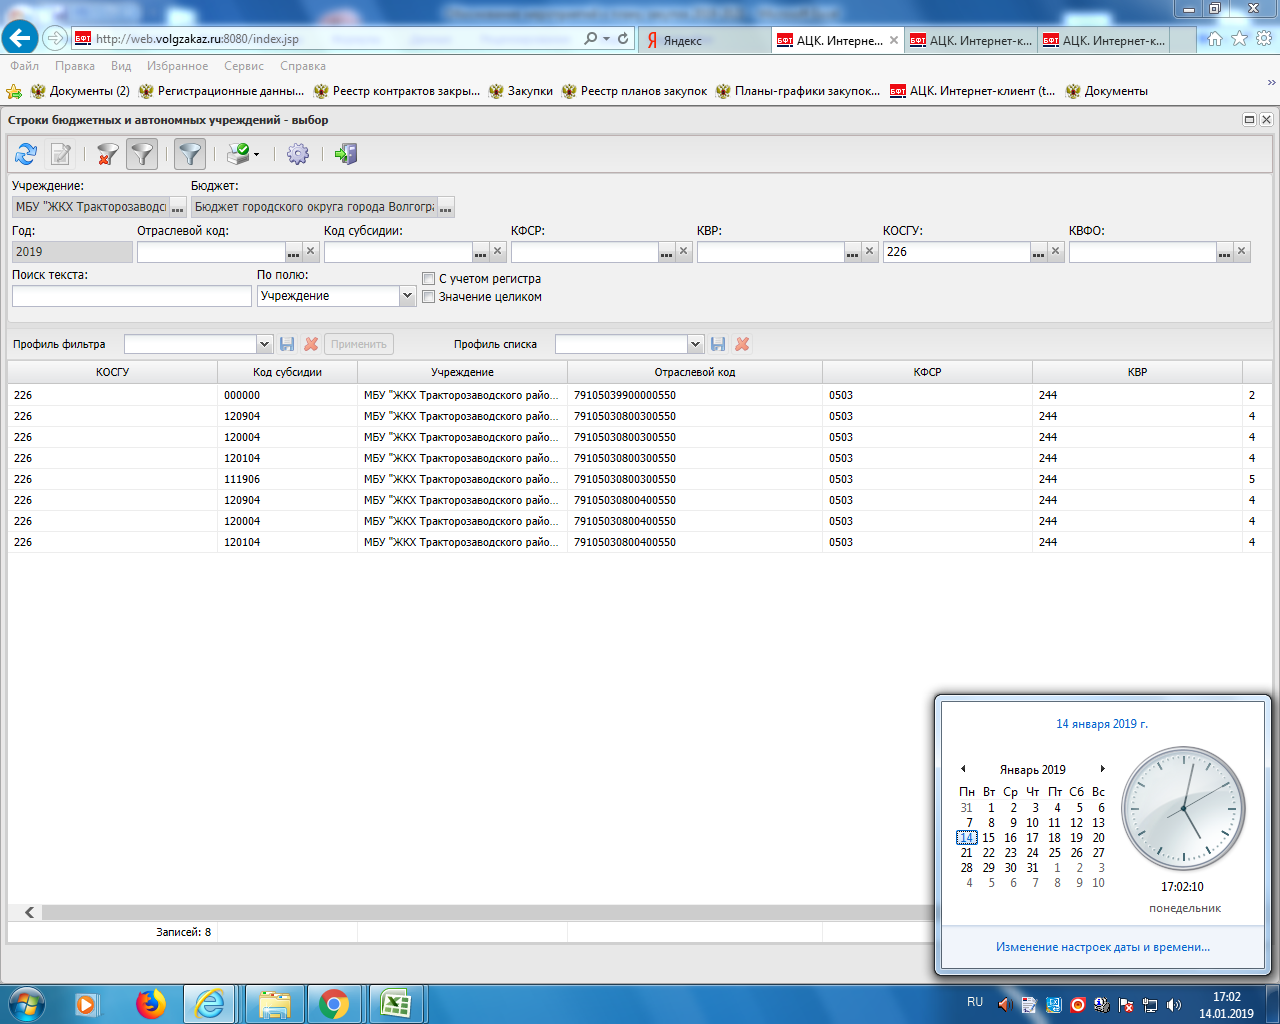 http://web.volgzakaz.ru:8080/index.jsp
Яндекс
АЦК. Интерне...
АЦК. Интернет-к...
АЦК. Интернет-к...
Файл Правка Вид Избранное Сервис Справка
Документы (2) Регистрационные данны... Реестр контрактов закры... Закупки Реестр планов закупок Планы-графики закупок... АЦК. Интернет-клиент (t... Документы
Строки бюджетных и автономных учреждений - выбор
Учреждение: Бюджет:
МБУ "ЖКХ Тракторозаводс ... Бюджет городского округа города Волгогра ...
Год: Отраслевой код: Код субсидии: КФСР: КВР: КОСГУ: КВФО:
2019 ... ... ... ... 226 ... ...
Поиск текста: По полю: С учетом регистра
Учреждение Значение целиком
Профиль фильтра Применить Профиль списка
КОСГУ Код субсидии Учреждение Отраслевой код КФСР КВР
226 000000 МБУ "ЖКХ Тракторозаводского райо... 79105039900000550 0503 244 2
226 120904 МБУ "ЖКХ Тракторозаводского райо... 79105030800300550 0503 244 4
226 120004 МБУ "ЖКХ Тракторозаводского райо... 79105030800300550 0503 244 4
226 120104 МБУ "ЖКХ Тракторозаводского райо... 79105030800300550 0503 244 4
226 111906 МБУ "ЖКХ Тракторозаводского райо... 79105030800300550 0503 244 5
226 120904 МБУ "ЖКХ Тракторозаводского райо... 79105030800400550 0503 244 4
226 120004 МБУ "ЖКХ Тракторозаводского райо... 79105030800400550 0503 244 4
226 120104 МБУ "ЖКХ Тракторозаводского райо... 79105030800400550 0503 244 4
Записей: 8
14 января 2019 г.
Январь 2019
Пн Вт Ср Чт Пт Сб Вс
31 1 2 3 4 5 6
7 8 9 10 11 12 13
14 15 16 17 18 19 20
21 22 23 24 25 26 27
28 29 30 31 1 2 3
4 5 6 7 8 9 10
17:02:10
понедельник
Изменение настроек даты и времени...
RU
17:02
14.01.2019